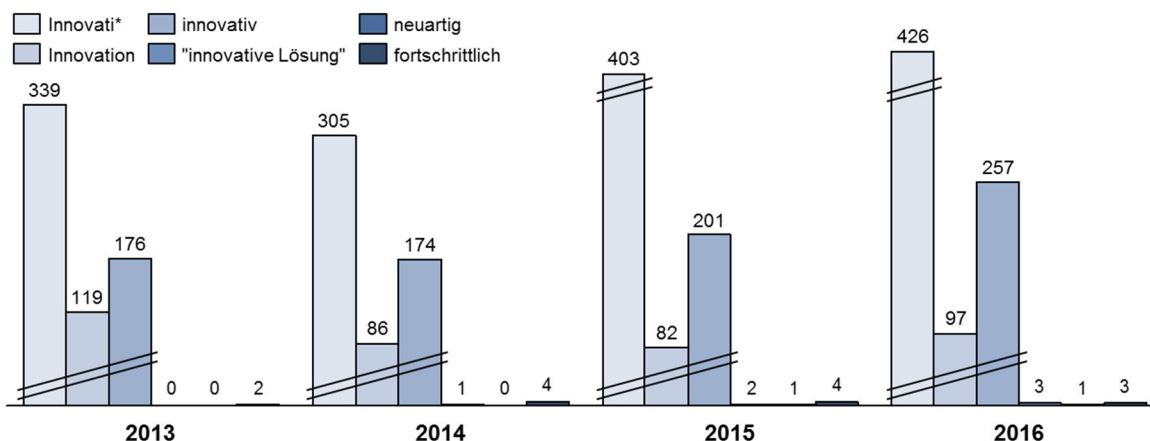 Innovati* innovativ neuartig
Innovation "innovative Lösung" fortschrittlich
339 119 176 0 0 2
305 86 174 1 0 4
403 82 201 2 1 4
426 97 257 3 1 3
2013 2014 2015 2016